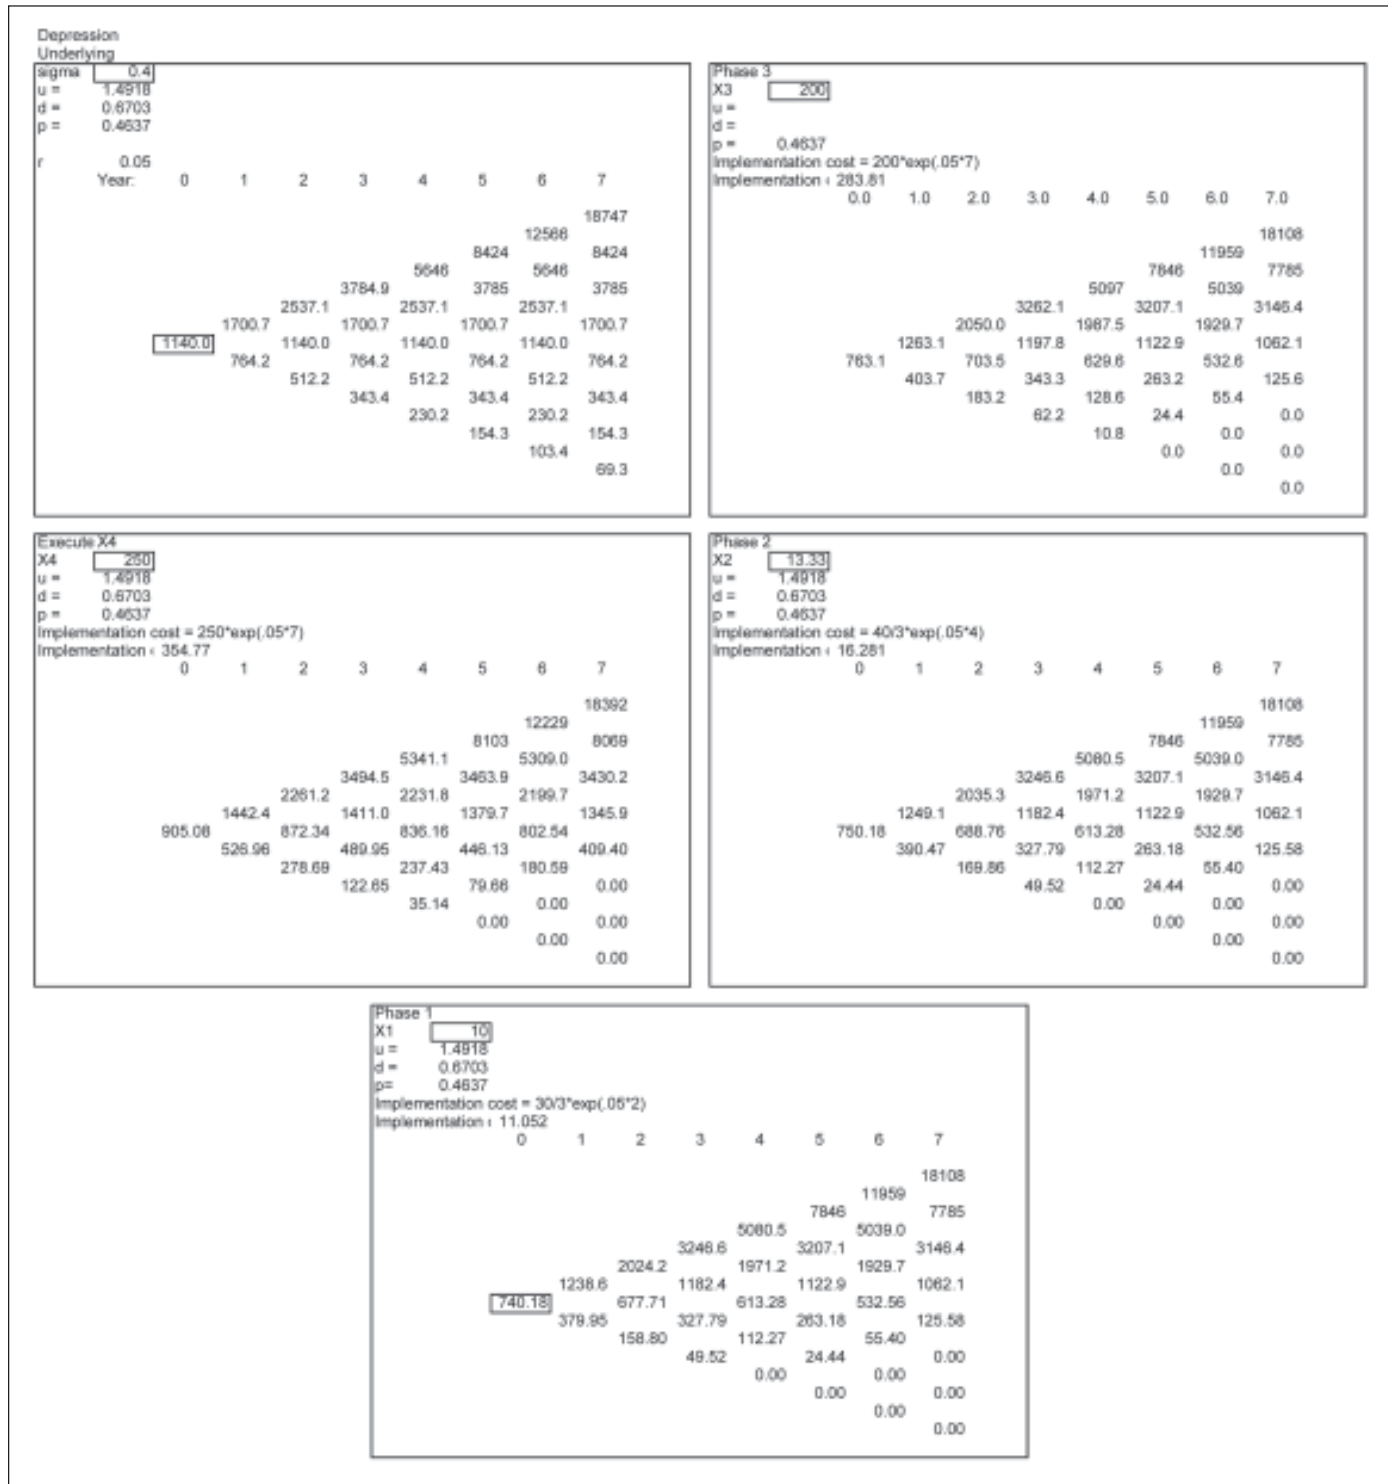 Depression
Underlying
sigma 0.4
u = 1.4918
d = 0.6703
p = 0.4637
r 0.05
Year: 0 1 2 3 4 5 6 7
18747
12566
8424 8424
5646 5646
3784.9 3785 3785
2537.1 2537.1 2537.1
1700.7 1700.7 1700.7 1700.7
1140.0 1140.0 1140.0 1140.0
764.2 764.2 764.2 764.2
512.2 512.2 512.2
343.4 343.4 343.4
230.2 230.2
154.3 154.3
103.4
69.3
Phase 3
X3 200
u =
d =
p = 0.4637
Implementation cost = 200*exp(.05*7)
Implementation 283.81
0.0 1.0 2.0 3.0 4.0 5.0 6.0 7.0
18108
11959
7846 7785
5097 5039
3262.1 3207.1 3146.4
2050.0 1987.5 1929.7
1263.1 1197.8 1122.9 1062.1
763.1 703.5 629.6 532.6
403.7 343.3 263.2 125.6
183.2 128.6 55.4
62.2 24.4 0.0
10.8 0.0
0.0 0.0
0.0
0.0
Execute X4
X4 250
u = 1.4918
d = 0.6703
p = 0.4637
Implementation cost = 250*exp(.05*7)
Implementation 354.77
0 1 2 3 4 5 6 7
18392
12229
8103 8069
5341.1 5309.0
3494.5 3463.9 3430.2
2261.2 2231.8 2199.7
1442.4 1411.0 1379.7 1345.9
905.08 872.34 836.16 802.54
526.96 489.95 446.13 409.40
278.69 237.43 180.59
122.65 79.66 0.00
35.14 0.00
0.00 0.00
0.00
0.00
Phase 2
X2 13.33
u = 1.4918
d = 0.6703
p = 0.4637
Implementation cost = 40/3*exp(.05*4)
Implementation 16.281
0 1 2 3 4 5 6 7
18108
11959
7846 7785
5080.5 5039.0
3246.6 3207.1 3146.4
2035.3 1971.2 1929.7
1249.1 1182.4 1122.9 1062.1
750.18 688.76 613.28 532.56
390.47 327.79 263.18 125.58
169.86 112.27 55.40
49.52 24.44 0.00
0.00 0.00
0.00 0.00
0.00
0.00
Phase 1
X1 10
u = 1.4918
d = 0.6703
p= 0.4637
Implementation cost = 30/3*exp(.05*2)
Implementation 11.052
0 1 2 3 4 5 6 7
18108
11959
7846 7785
5080.5 5039.0
3246.6 3207.1 3146.4
2024.2 1971.2 1929.7
1238.6 1182.4 1122.9 1062.1
740.18 677.71 613.28 532.56
379.95 327.79 263.18 125.58
158.80 112.27 55.40
49.52 24.44 0.00
0.00 0.00
0.00 0.00
0.00
0.00